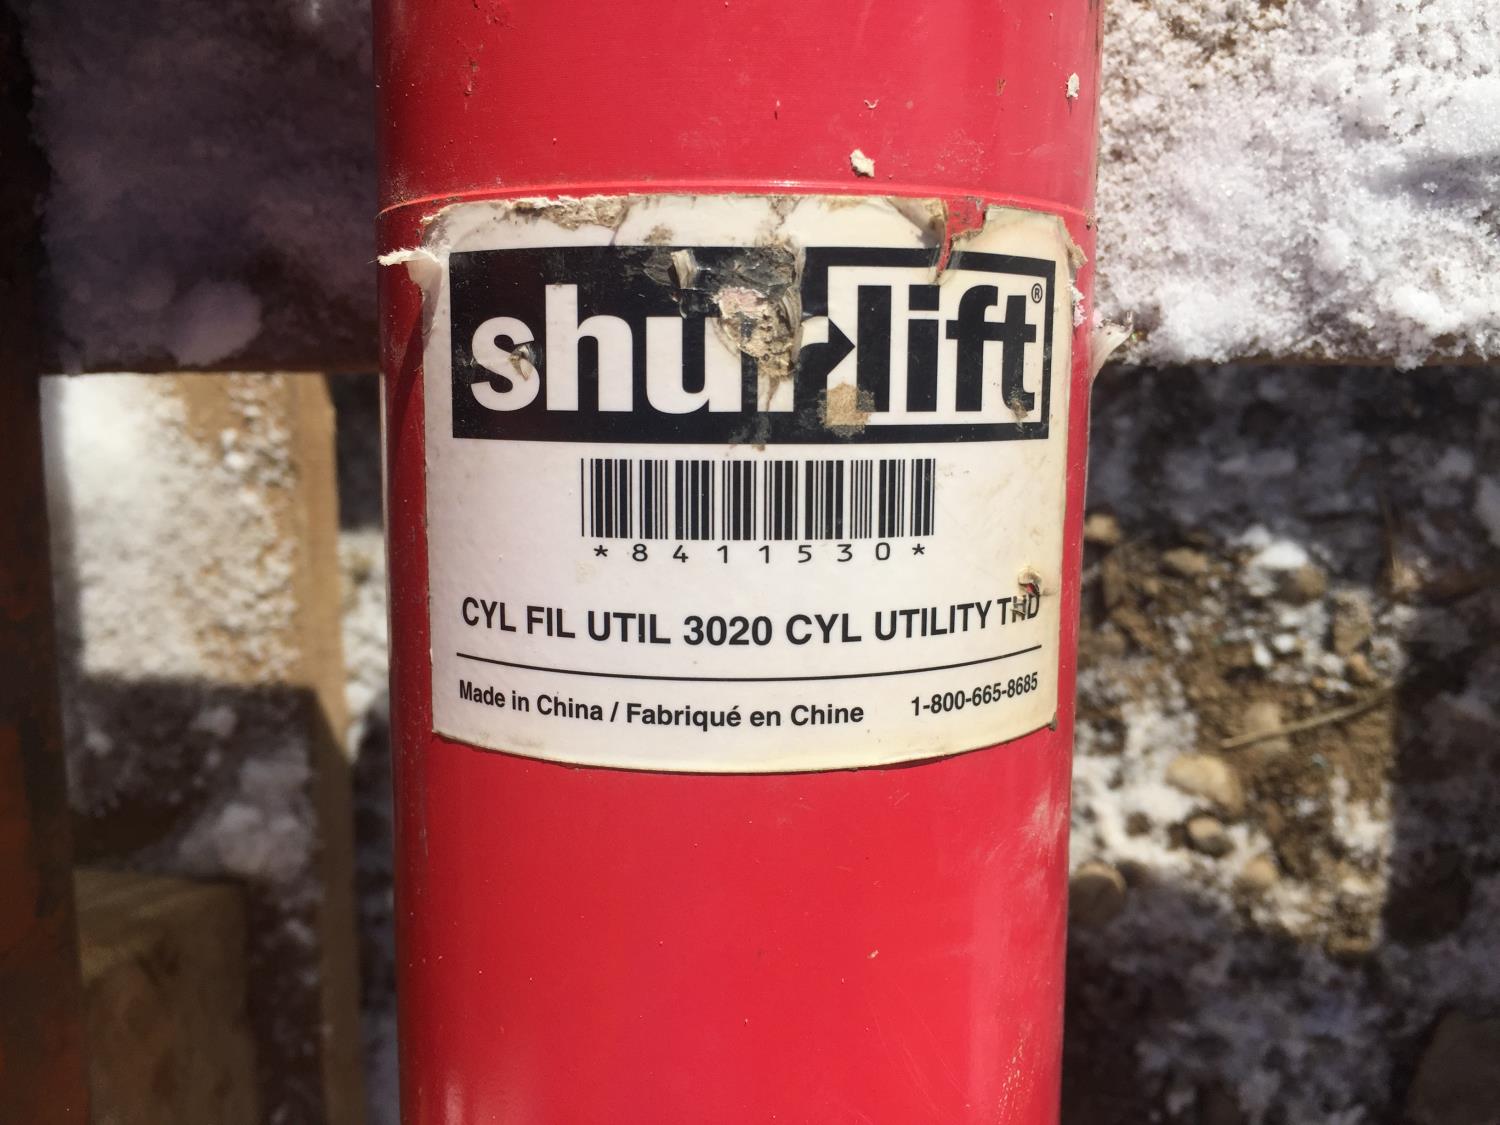 shurlift®
*8411530*
CYL FIL UTIL 3020 CYL UTILITY THD
Made in China / Fabriqué en Chine 1-800-665-8685